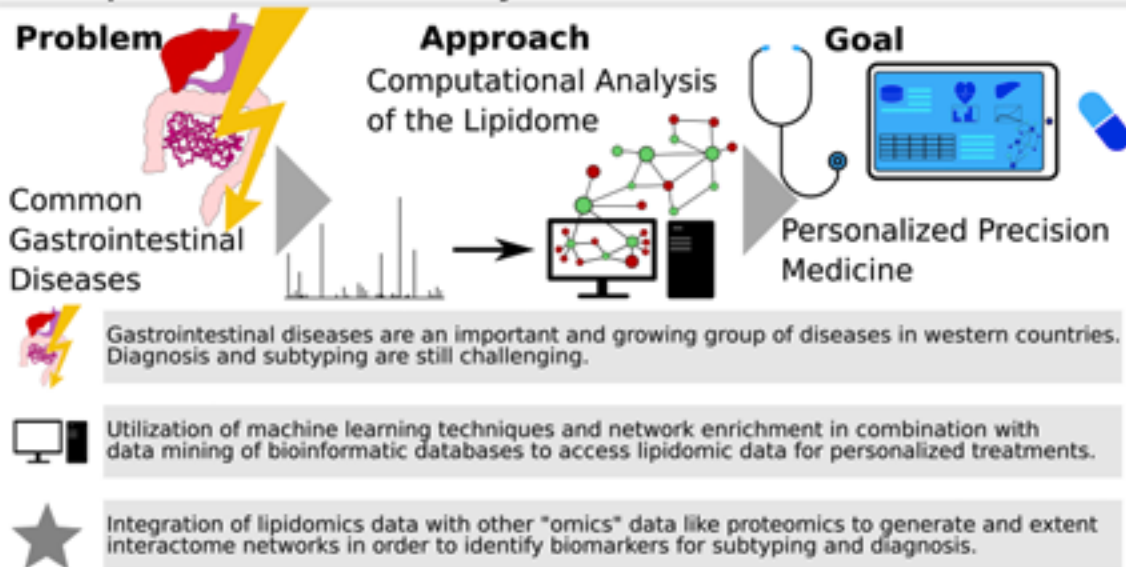 Problem
Approach
Goal
Computational Analysis
of the Lipidome
Common
Gastrointestinal
Diseases
Personalized Precision
Medicine
Gastrointestinal diseases are an important and growing group of diseases in western countries.
Diagnosis and subtyping are still challenging.
Utilization of machine learning techniques and network enrichment in combination with
data mining of bioinformatic databases to access lipidomic data for personalized treatments.
Integration of lipidomics data with other "omics" data like proteomics to generate and extent
interactome networks in order to identify biomarkers for subtyping and diagnosis.